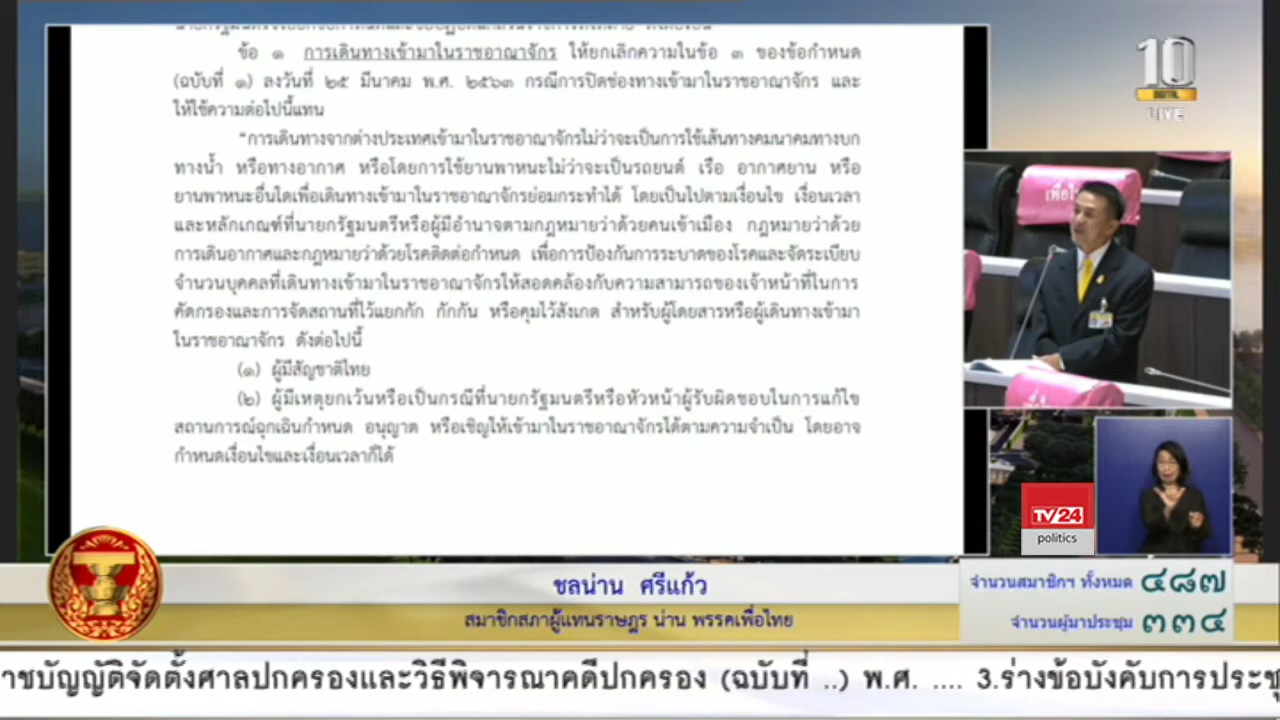 ข้อ ๑ การเดินทางเข้ามาในราชอาณาจักร ให้ยกเลิกความในข้อ ๓ ของข้อกำหนด
(ฉบับที่ ๑) ลงวันที่ ๒๕ มีนาคม พ.ศ. ๒๕๖๓ กรณีการปิดช่องทางเข้ามาในราชอาณาจักร และ
ให้ใช้ความต่อไปนี้แทน
“การเดินทางจากต่างประเทศเข้ามาในราชอาณาจักรไม่ว่าจะเป็นการใช้เส้นทางคมนาคมทางบก
ทางน้ำ หรือทางอากาศ หรือโดยการใช้ยานพาหนะไม่ว่าจะเป็นรถยนต์ เรือ อากาศยาน หรือ
ยานพาหนะอื่นใดเพื่อเดินทางเข้ามาในราชอาณาจักรย่อมกระทำได้ โดยเป็นไปตามเงื่อนไข เงื่อนเวลา
และหลักเกณฑ์ที่นายกรัฐมนตรีหรือผู้มีอำนาจตามกฎหมายว่าด้วยคนเข้าเมือง กฎหมายว่าด้วย
การเดินอากาศและกฎหมายว่าด้วยโรคติดต่อกำหนด เพื่อการป้องกันการระบาดของโรคและจัดระเบียบ
จำนวนบุคคลที่เดินทางเข้ามาในราชอาณาจักรให้สอดคล้องกับความสามารถของเจ้าหน้าที่ในการ
คัดกรองและการจัดสถานที่ไว้แยกกัก กักกัน หรือคุมไว้สังเกต สำหรับผู้โดยสารหรือผู้เดินทางเข้ามา
ในราชอาณาจักร ดังต่อไปนี้
(๑) ผู้มีสัญชาติไทย
(๒) ผู้มีเหตุยกเว้นหรือเป็นกรณีที่นายกรัฐมนตรีหรือหัวหน้าผู้รับผิดชอบในการแก้ไข
สถานการณ์ฉุกเฉินกำหนด อนุญาต หรือเชิญให้เข้ามาในราชอาณาจักรได้ตามความจำเป็น โดยอาจ
กำหนดเงื่อนไขและเงื่อนเวลาก็ได้
10
DIGITAL
LIVE
TV/24
politics
ชลน่าน ศรีแก้ว
สมาชิกสภาผู้แทนราษฎร น่าน พรรคเพื่อไทย
จำนวนสมาชิกฯ ทั้งหมด ๔๘๗
จำนวนผู้มาประชุม ๓๓๔
าชบัญญัติจัดตั้งศาลปกครองและวิธีพิจารณาคดีปกครอง (ฉบับที่ ..) พ.ศ. .... 3.ร่างข้อบังคับการประชุ